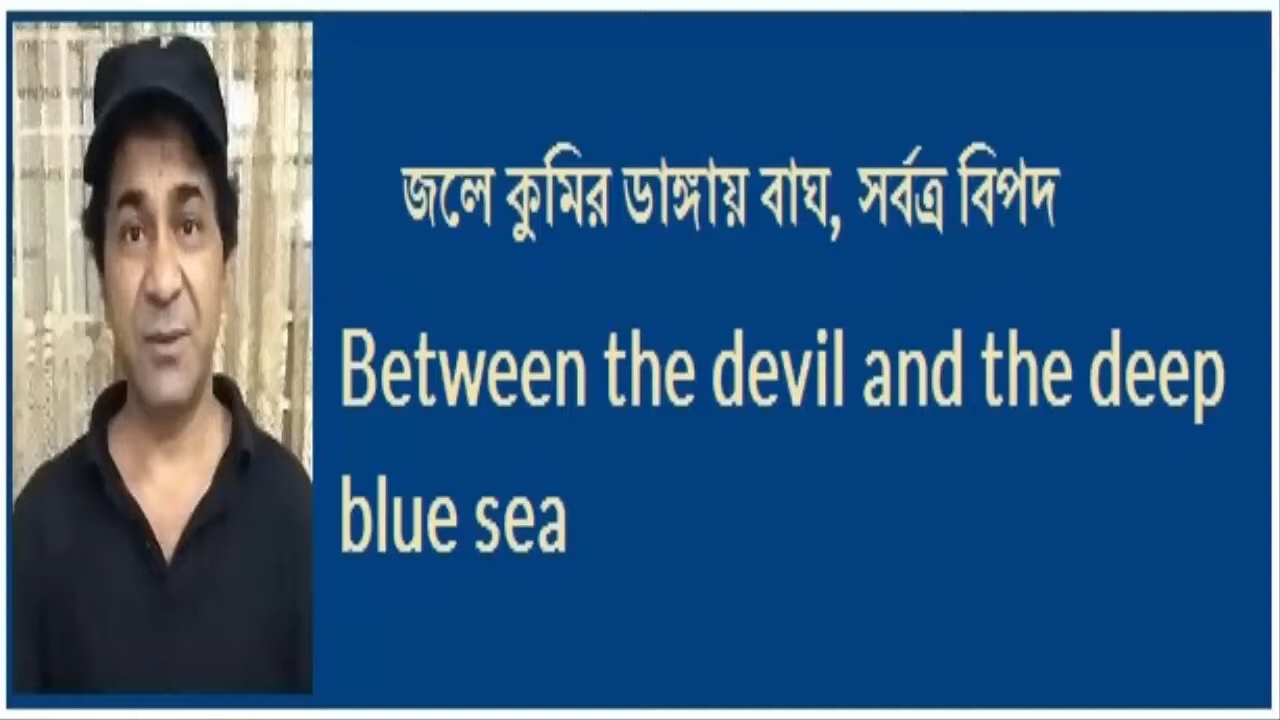 জলে কুমির ডাঙ্গায় বাঘ, সর্বত্র বিপদ
Between the devil and the deep
blue sea